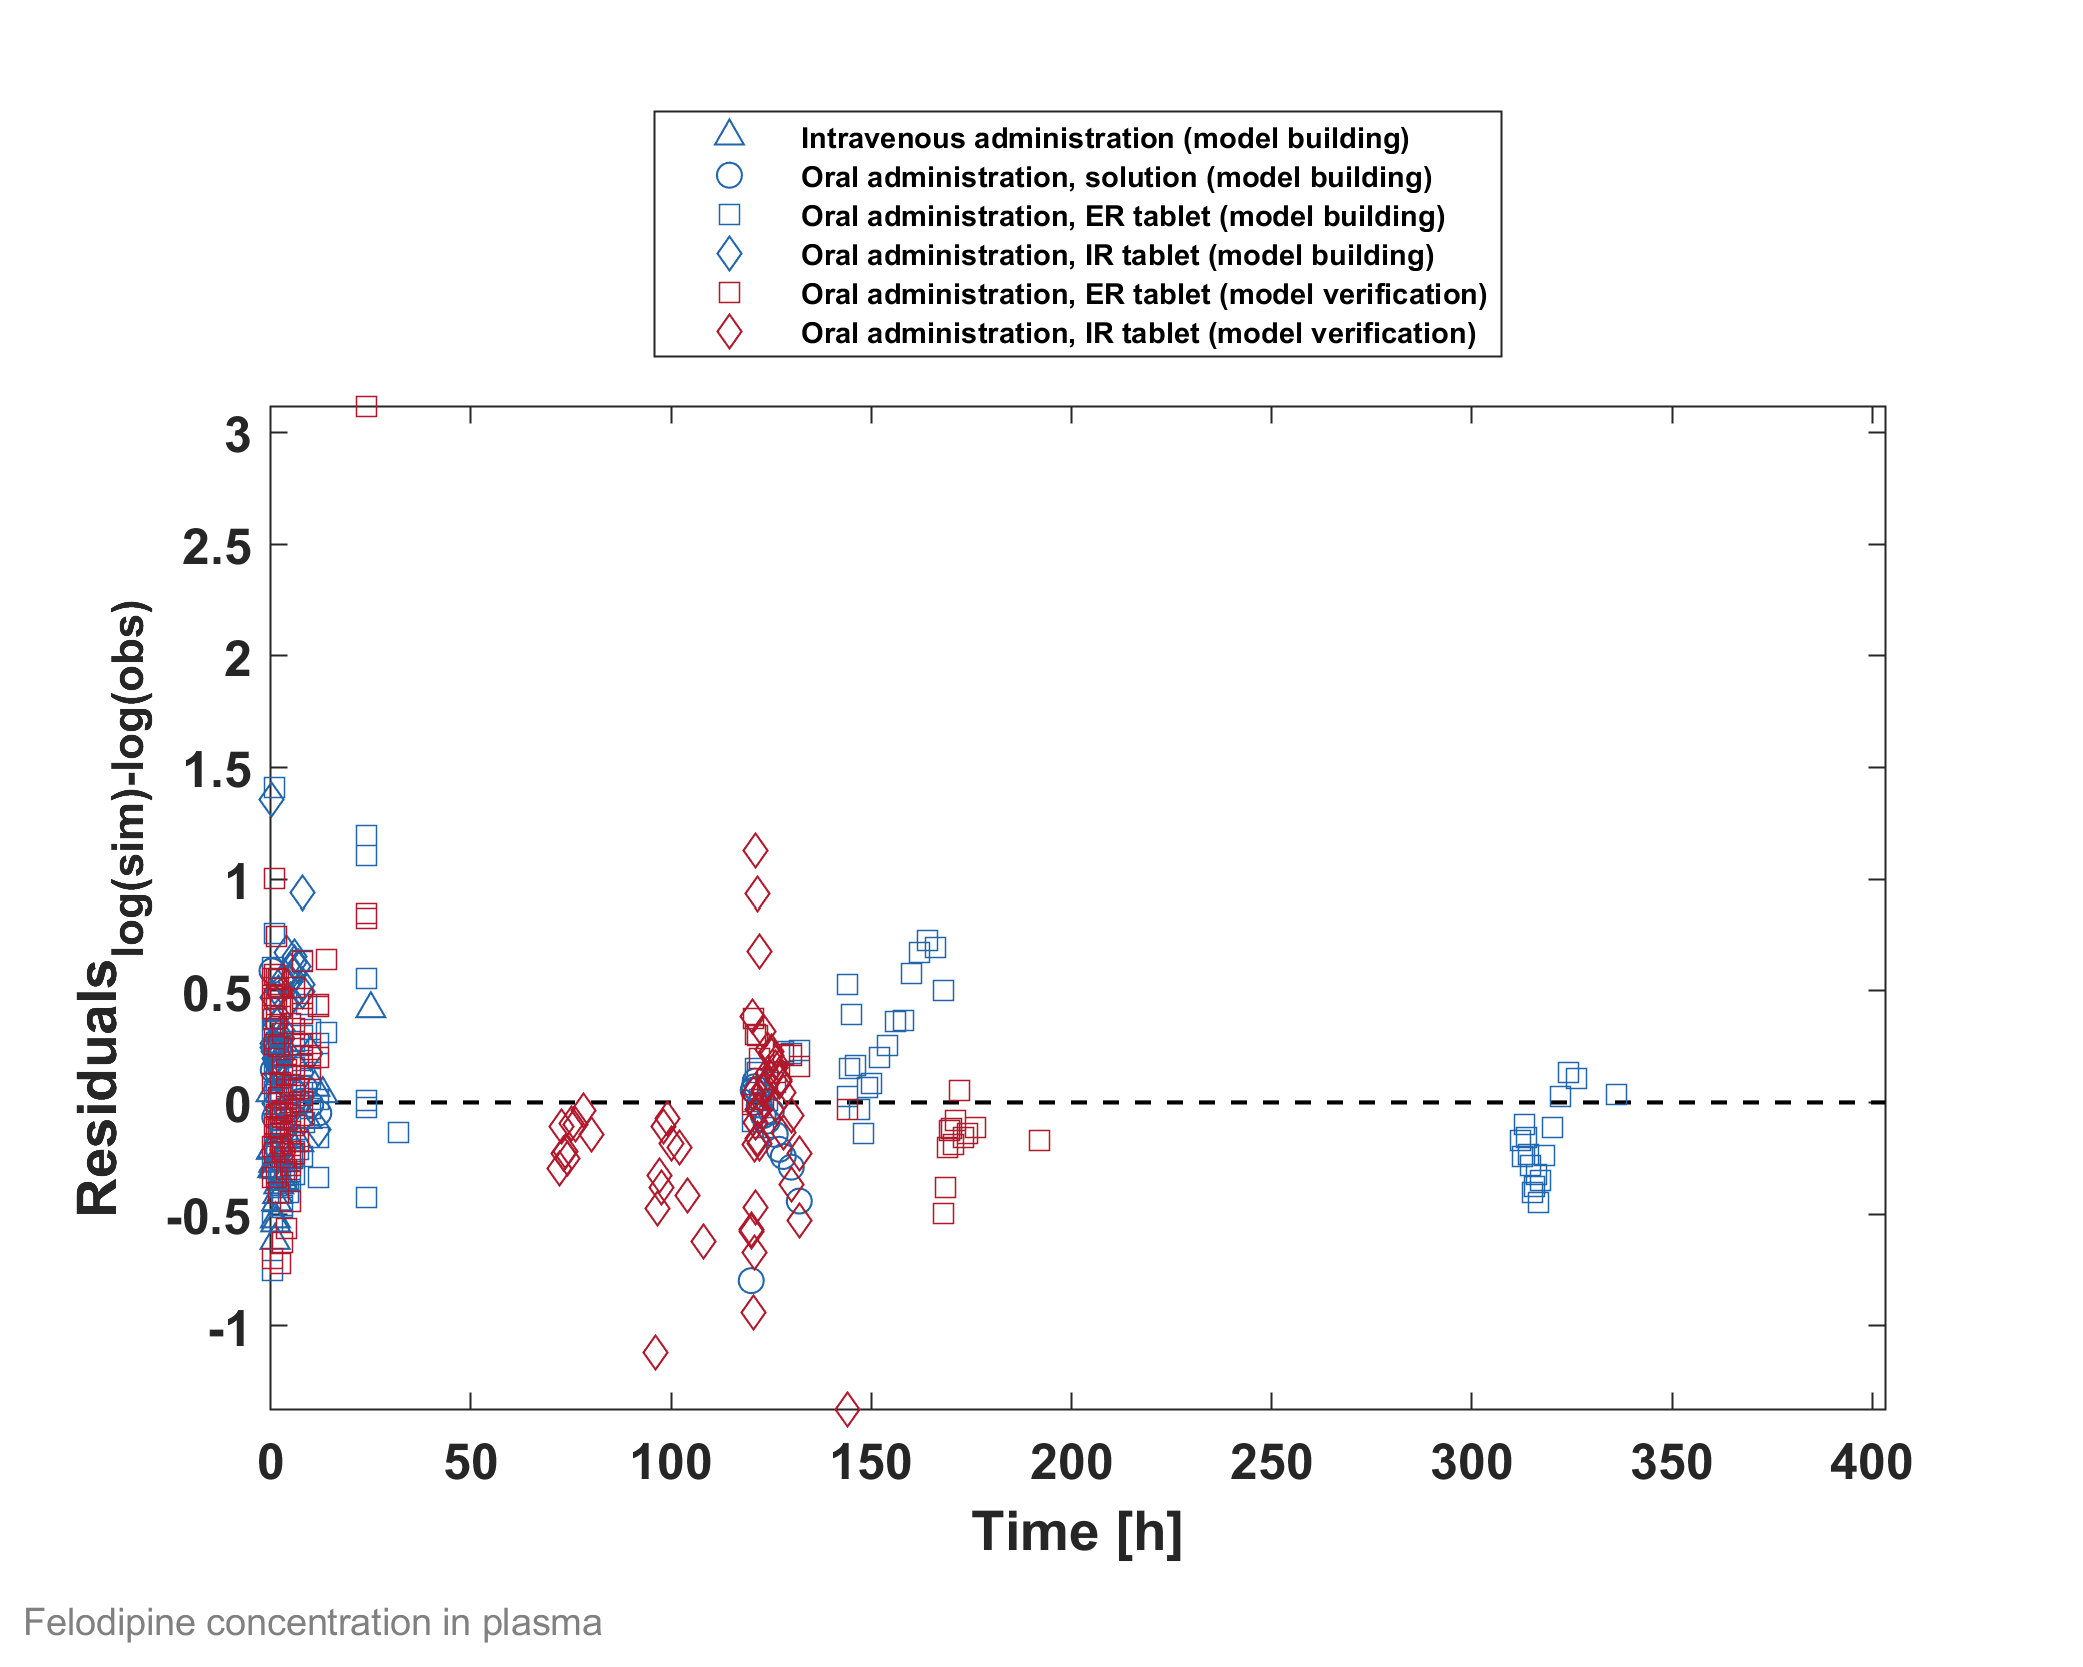 Intravenous administration (model building)
Oral administration, solution (model building)
Oral administration, ER tablet (model building)
Oral administration, IR tablet (model building)
Oral administration, ER tablet (model verification)
Oral administration, IR tablet (model verification)
3
2.5
2
1.5
1
0.5
0
-0.5
-1
Residuals log(sim)-log(obs)
0 50 100 150 200 250 300 350 400
Time [h]
Felodipine concentration in plasma